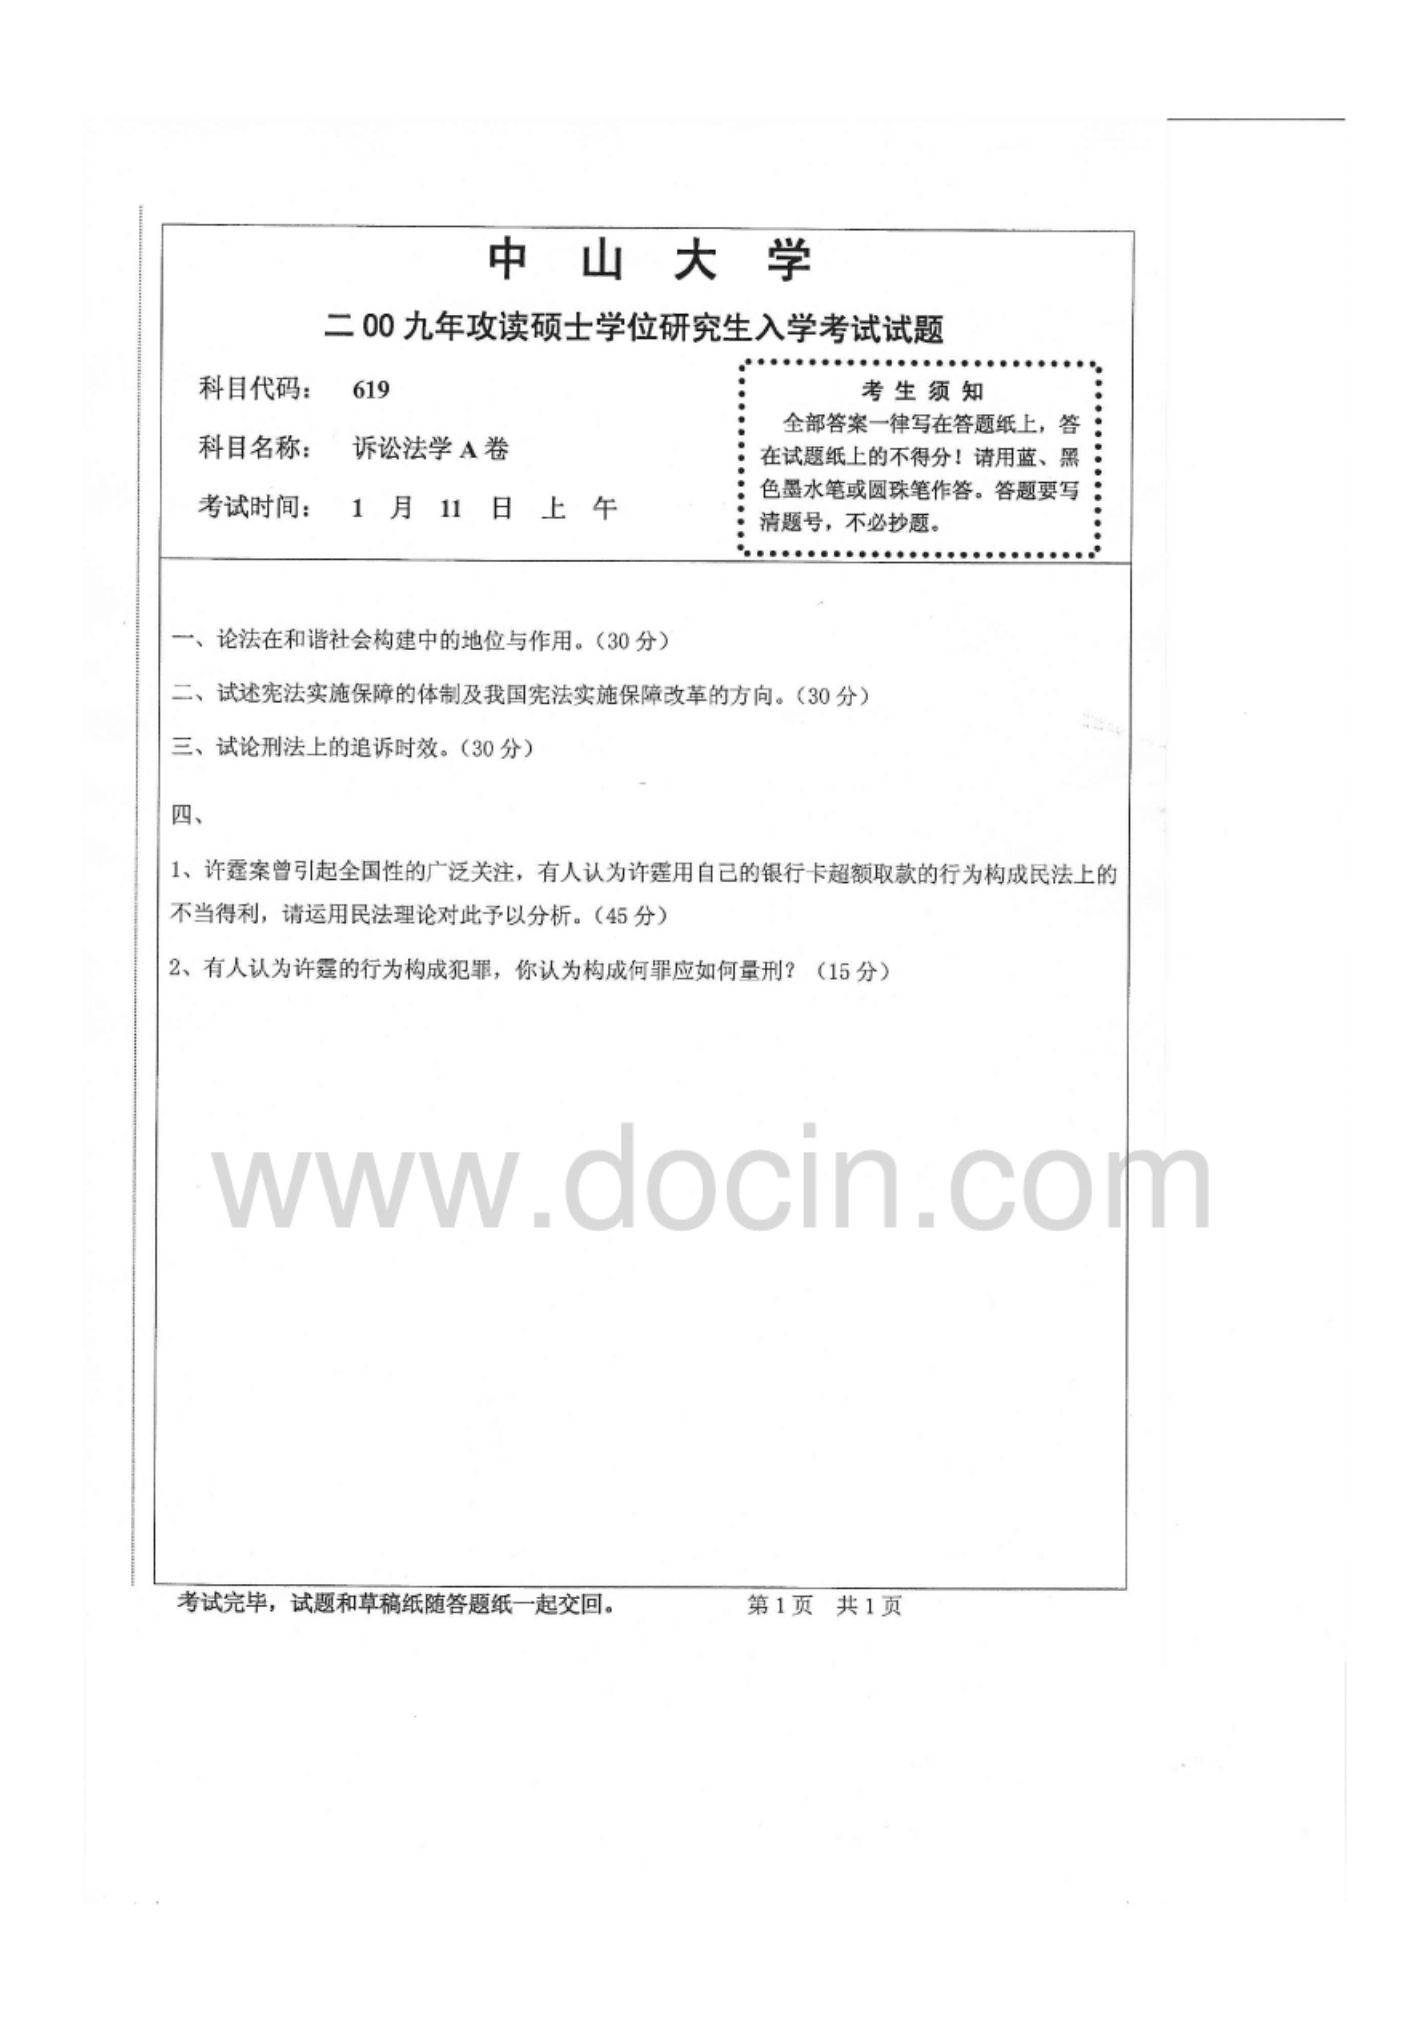 中 山 大 学
二00九年攻读硕士学位研究生入学考试试题
科目代码： 619
科目名称： 诉讼法学A卷
考试时间： 1 月 11 日 上 午
考 生 须 知
全部答案一律写在答题纸上，答
在试题纸上的不得分！请用蓝、黑
色墨水笔或圆珠笔作答。答题要写
清题号，不必抄题。
一、论法在和谐社会构建中的地位与作用。（30 分）
二、试述宪法实施保障的体制及我国宪法实施保障改革的方向。（30 分）
三、试论刑法上的追诉时效。（30 分）
四、
1、许霆案曾引起全国性的广泛关注，有人认为许霆用自己的银行卡超额取款的行为构成民法上的
不当得利，请运用民法理论对此予以分析。（45 分）
2、有人认为许霆的行为构成犯罪，你认为构成何罪应如何量刑？（15 分）
www.docin.com
考试完毕，试题和草稿纸随答题纸一起交回。 第 1 页 共 1 页